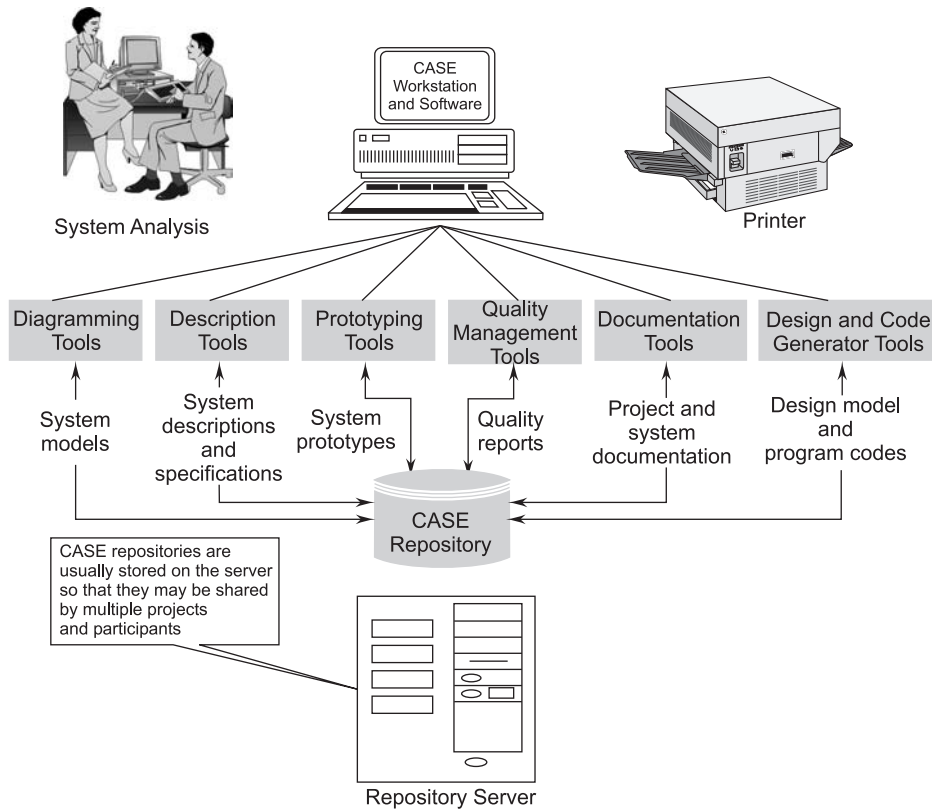 CASE
Workstation
and Software
System Analysis
Printer
Diagramming
Tools
Description
Tools
Prototyping
Tools
Quality
Management
Tools
Documentation
Tools
Design and Code
Generator Tools
System
models
System
descriptions
and
specifications
System
prototypes
Quality
reports
Project and
system
documentation
Design model
and
program codes
CASE
Repository
CASE repositories are
usually stored on the server
so that they may be shared
by multiple projects
and participants
Repository Server